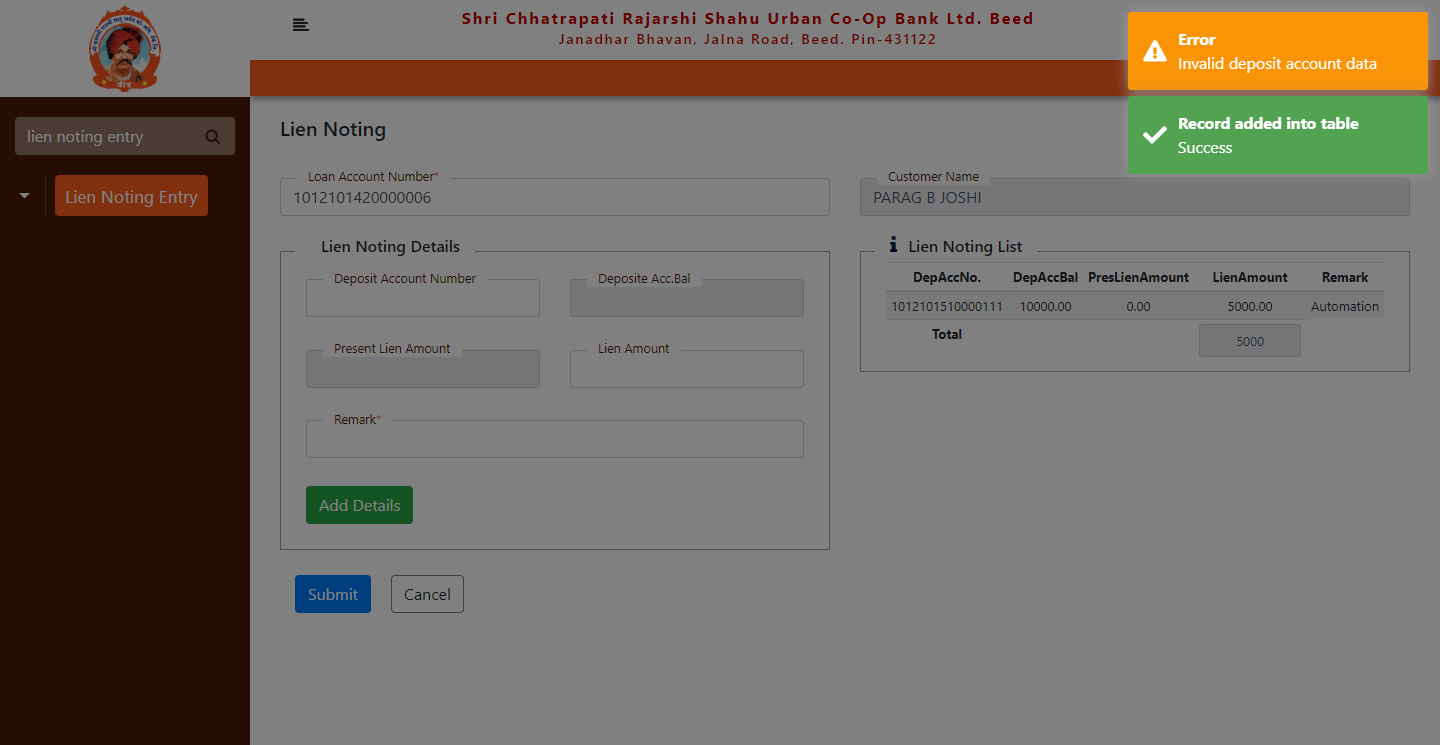 Shri Chhatrapati Rajarshi Shahu Urban Co-Op Bank Ltd. Beed
Janadhar Bhavan, Jalna Road, Beed. Pin-431122
Error
Invalid deposit account data
Record added into table
Success
lien noting entry
Lien Noting Entry
Lien Noting
Loan Account Number*
1012101420000006
Customer Name
PARAG B JOSHI
Lien Noting Details
Deposit Account Number
Deposite Acc.Bal
Present Lien Amount
Lien Amount
Remark*
Add Details
Lien Noting List
DepAccNo. DepAccBal PresLienAmount LienAmount Remark
1012101510000111 10000.00 0.00 5000.00 Automation
Total 5000
Submit Cancel